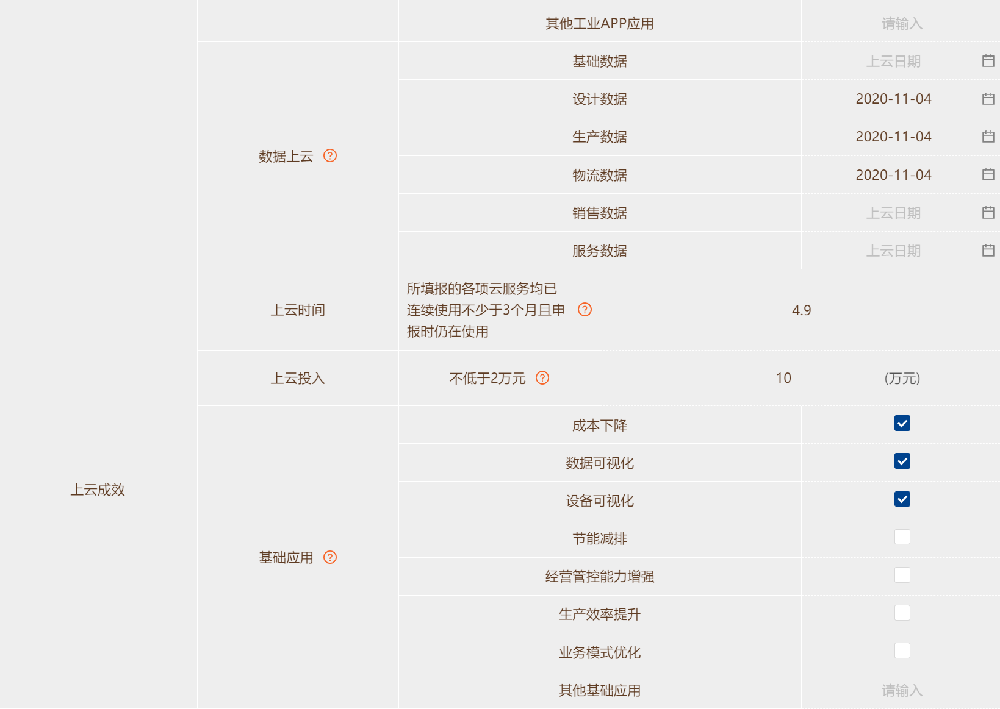 其他工业APP应用 请输入
数据上云
基础数据 上云日期
设计数据 2020-11-04
生产数据 2020-11-04
物流数据 2020-11-04
销售数据 上云日期
服务数据 上云日期
上云成效
上云时间
所填报的各项云服务均已
连续使用不少于3个月且申
报时仍在使用
4.9
上云投入 不低于2万元 10 (万元)
基础应用
成本下降
数据可视化
设备可视化
节能减排
经营管控能力增强
生产效率提升
业务模式优化
其他基础应用 请输入